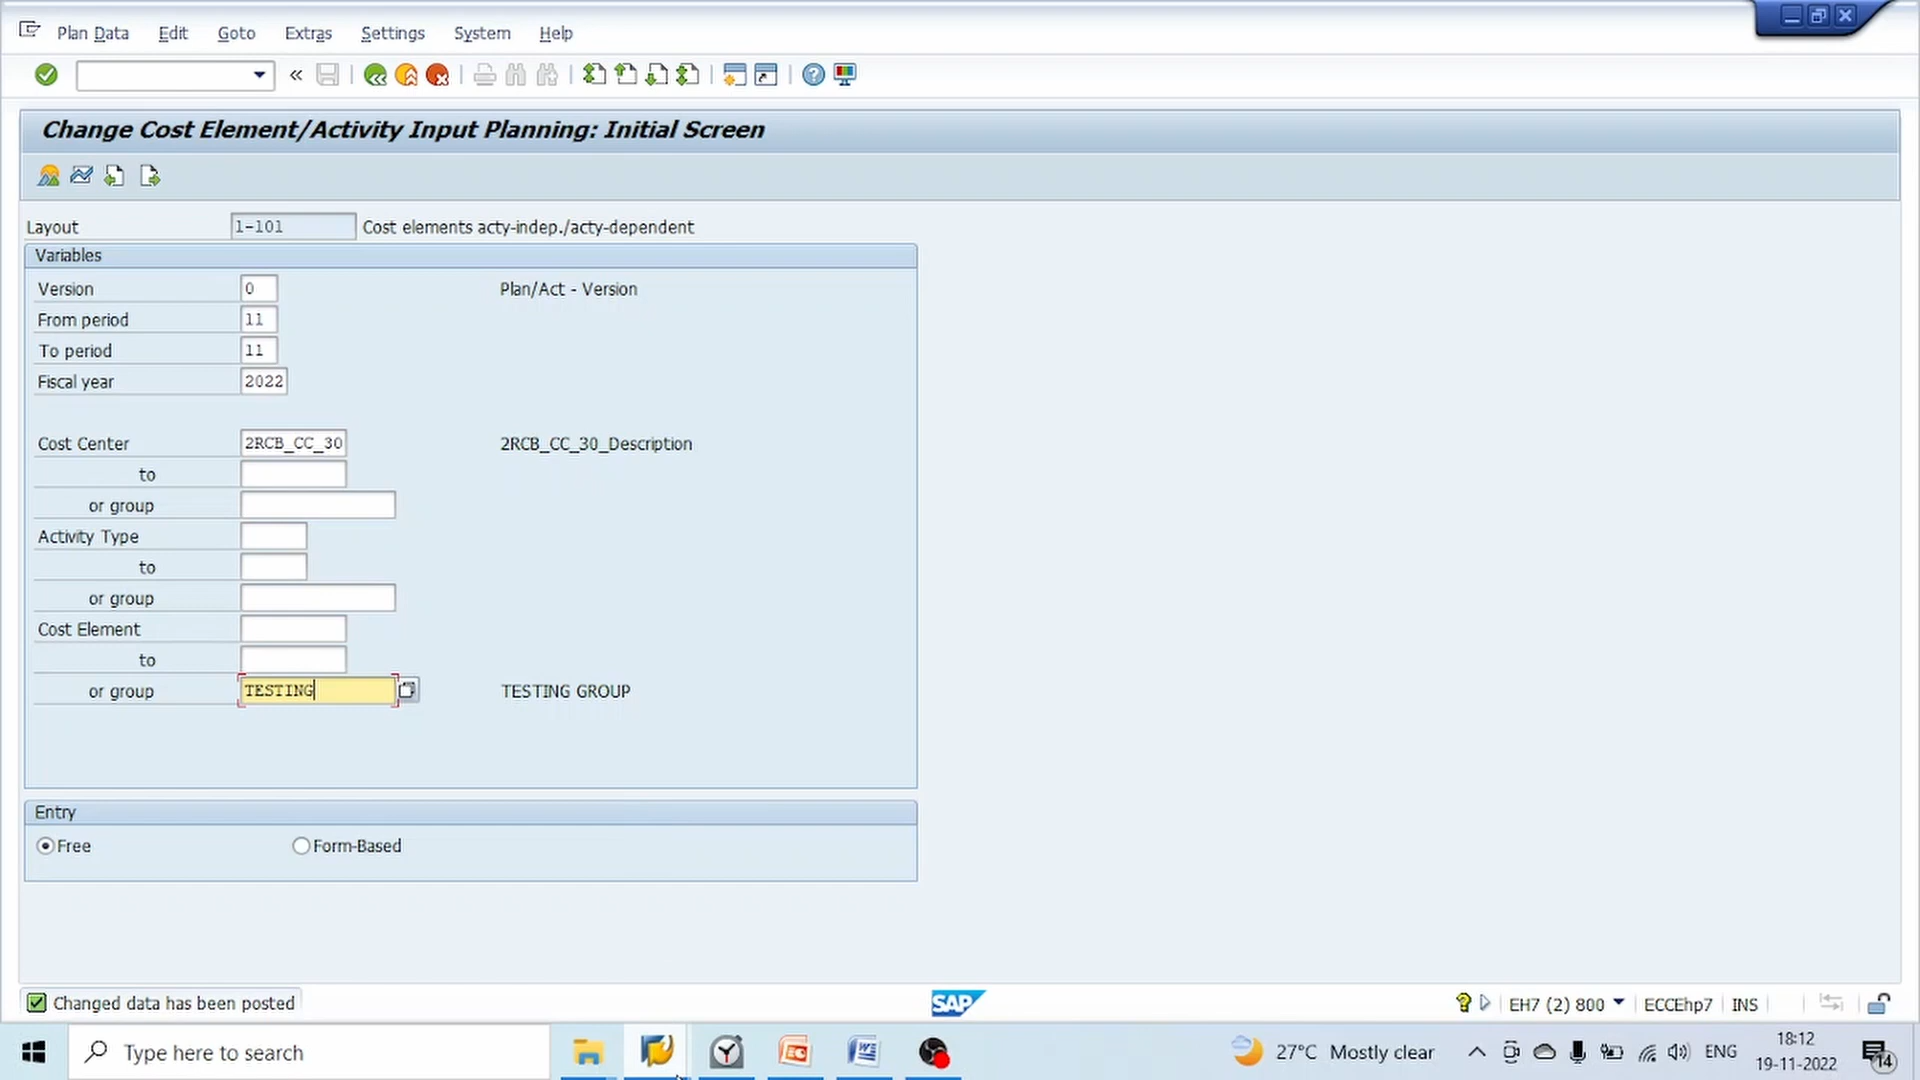 Plan Data Edit Goto Extras Settings System Help
«
Change Cost Element/Activity Input Planning: Initial Screen
Layout 1-101 Cost elements acty-indep./acty-dependent
Variables
Version 0 Plan/Act - Version
From period 11
To period 11
Fiscal year 2022
Cost Center 2RCB_CC_30 2RCB_CC_30_Description
to
or group
Activity Type
to
or group
Cost Element
to
or group TESTING TESTING GROUP
Entry
Free Form-Based
Changed data has been posted SAP EH7 (2) 800 ECCEhp7 INS
Type here to search 27°C Mostly clear ENG 18:12
19-11-2022 14